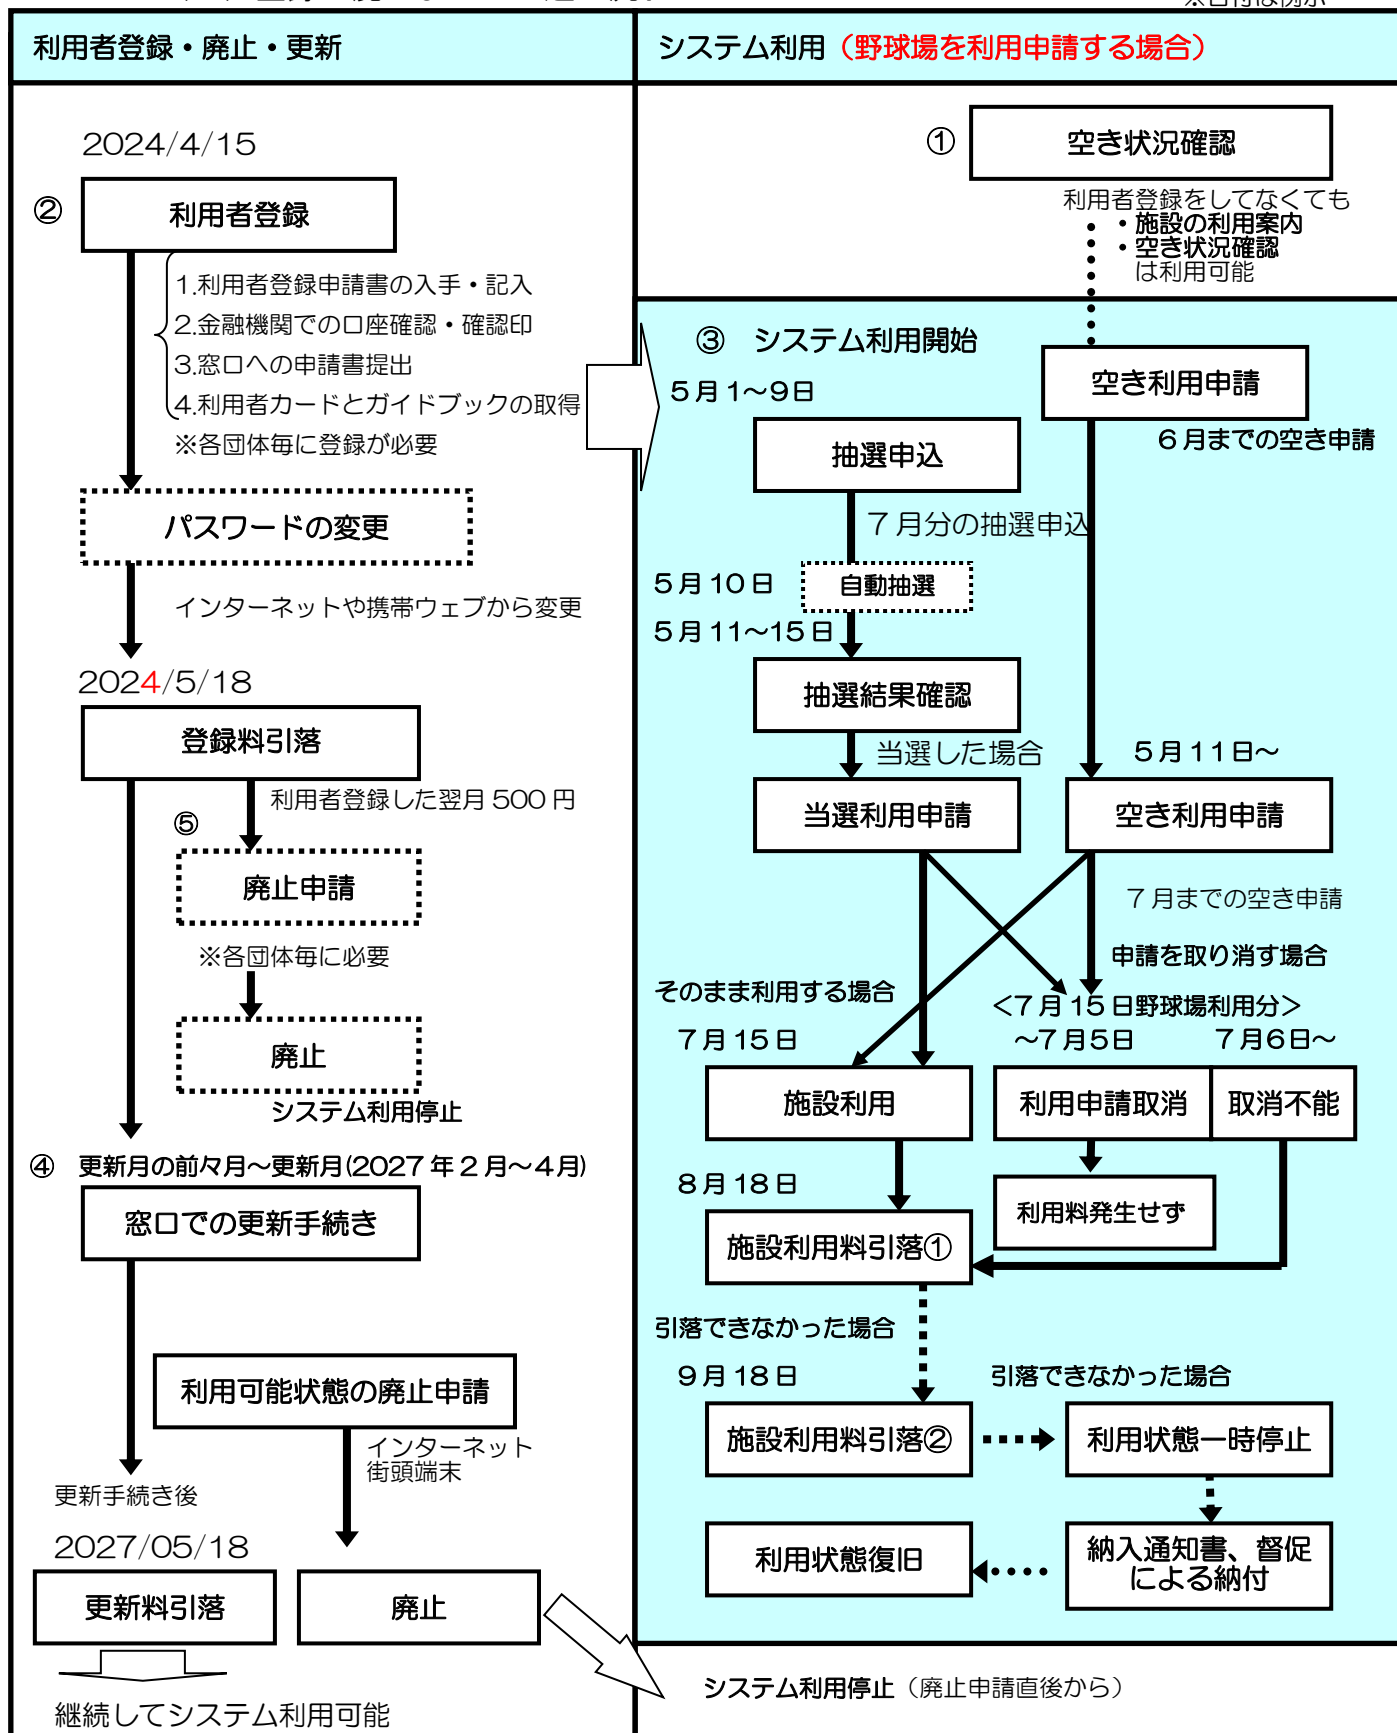 利用者登録・廃止・更新
システム利用（野球場を利用申請する場合）
2024/4/15
②
利用者登録
1.利用者登録申請書の入手・記入
2.金融機関での口座確認・確認印
3.窓口への申請書提出
4.利用者カードとガイドブックの取得
※各団体毎に登録が必要
パスワードの変更
インターネットや携帯ウェブから変更
2024/5/18
登録料引落
利用者登録した翌月500円
⑤
廃止申請
※各団体毎に必要
廃止
システム利用停止
④ 更新月の前々月～更新月(2027年2月～4月)
窓口での更新手続き
利用可能状態の廃止申請
インターネット
街頭端末
更新手続き後
2027/05/18
更新料引落
廃止
継続してシステム利用可能
①
空き状況確認
利用者登録をしてなくても
・施設の利用案内
・空き状況確認
は利用可能
③ システム利用開始
5月1～9日
空き利用申請
6月までの空き申請
抽選申込
7月分の抽選申込
5月10日
自動抽選
5月11～15日
抽選結果確認
当選した場合
5月11日～
当選利用申請
空き利用申請
7月までの空き申請
申請を取り消す場合
そのまま利用する場合
<7月15日野球場利用分>
7月15日
～7月5日
7月6日～
施設利用
利用申請取消
取消不能
8月18日
利用料発生せず
施設利用料引落①
引落できなかった場合
9月18日
引落できなかった場合
施設利用料引落②
利用状態一時停止
利用状態復旧
納入通知書、督促
による納付
システム利用停止（廃止申請直後から）